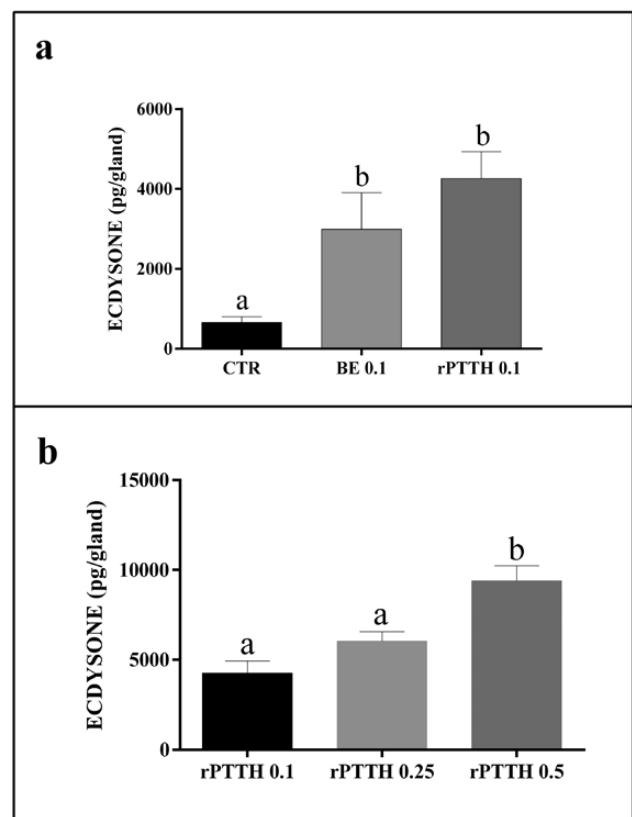 a
ECDYSONE (pg/gland)
6000
4000
2000
0
a
b
b
CTR
BE 0.1
rPTTH 0.1
b
ECDYSONE (pg/gland)
15000
10000
5000
0
a
a
b
rPTTH 0.1
rPTTH 0.25
rPTTH 0.5